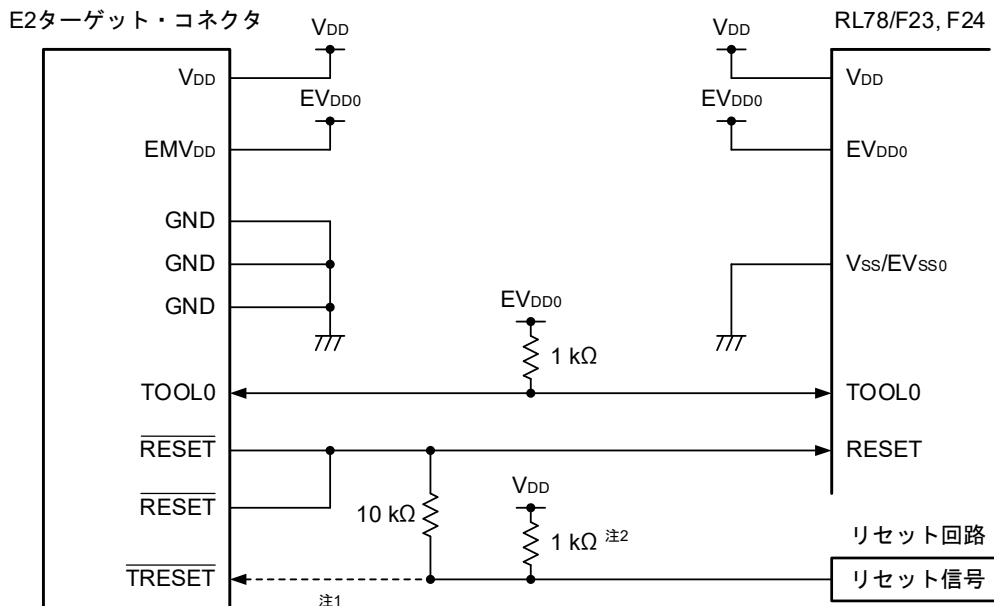 E2ターゲット・コネクタ
RL78/F23, F24
VDD
VDD
VDD
VDD
EVDD0
EVDD0
EMVDD
EVDD0
GND
GND
VSS/EVSS0
GND
EVDD0
1 kΩ
TOOL0
TOOL0
RESET
RESET
RESET
VDD
10 kΩ
1 kΩ 注2
リセット回路
TRESET
リセット信号
注1